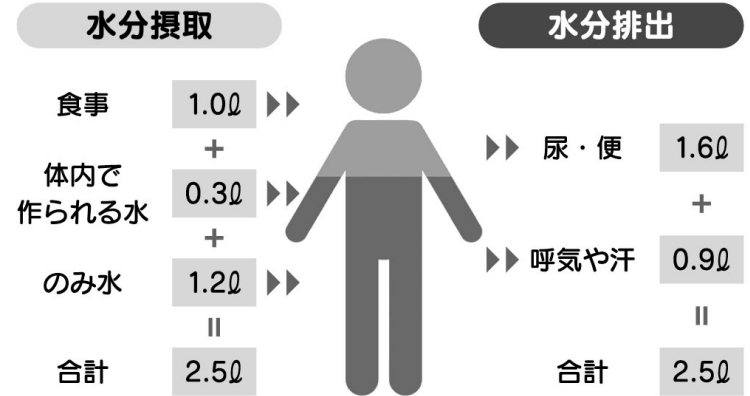 水分摂取
食事 1.0ℓ
+
体内で
作られる水 0.3ℓ
+
のみ水 1.2ℓ
=
合計 2.5ℓ
水分排出
尿・便 1.6ℓ
+
呼気や汗 0.9ℓ
=
合計 2.5ℓ